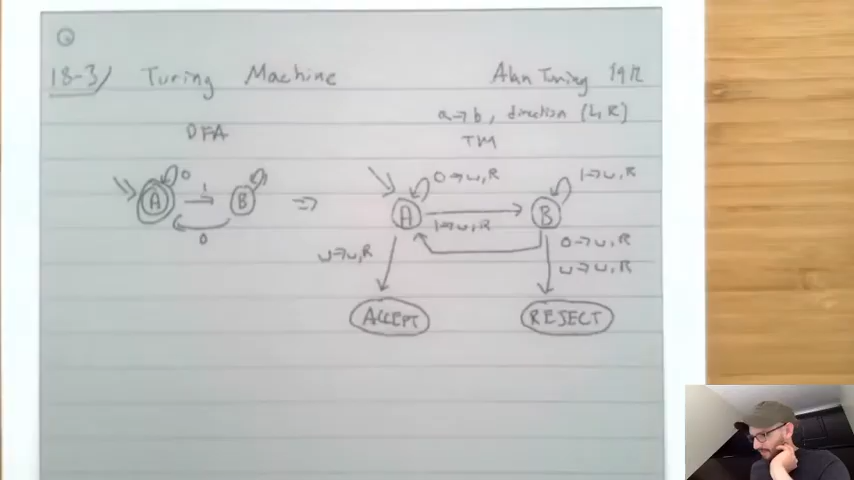 18-3/ Turing Machine Alan Turing 1912
a→b, direction (L,R)
DFA TM
0 0→⊔,R 1→⊔,R
A 1 B ⇒ A B
1→⊔,R
0 0→⊔,R
⊔→⊔,R ⊔→⊔,R
ACCEPT REJECT